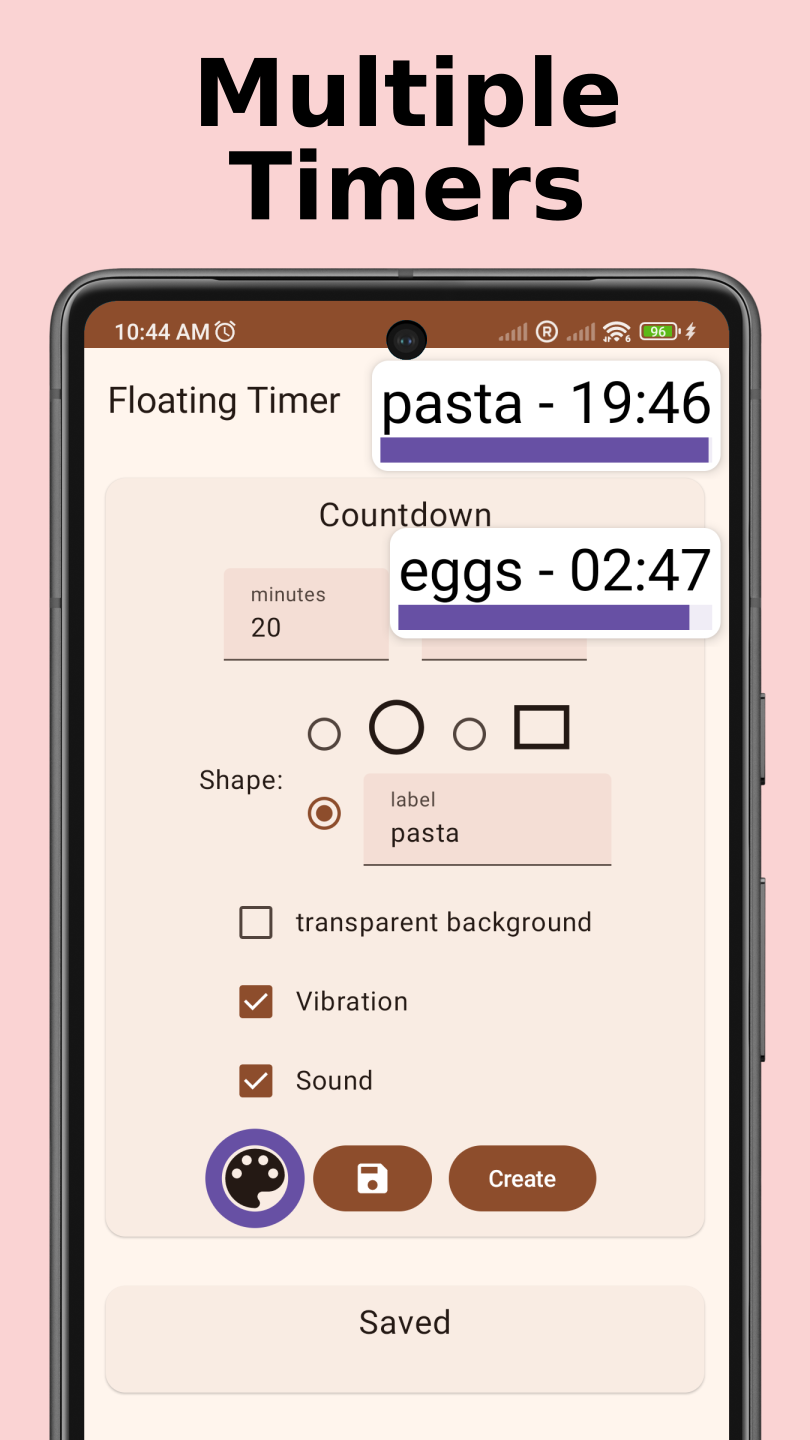 Multiple
Timers
10:44 AM
R
6
96
Floating Timer
pasta - 19:46
Countdown
eggs - 02:47
minutes
20
Shape:
label
pasta
transparent background
Vibration
Sound
Create
Saved